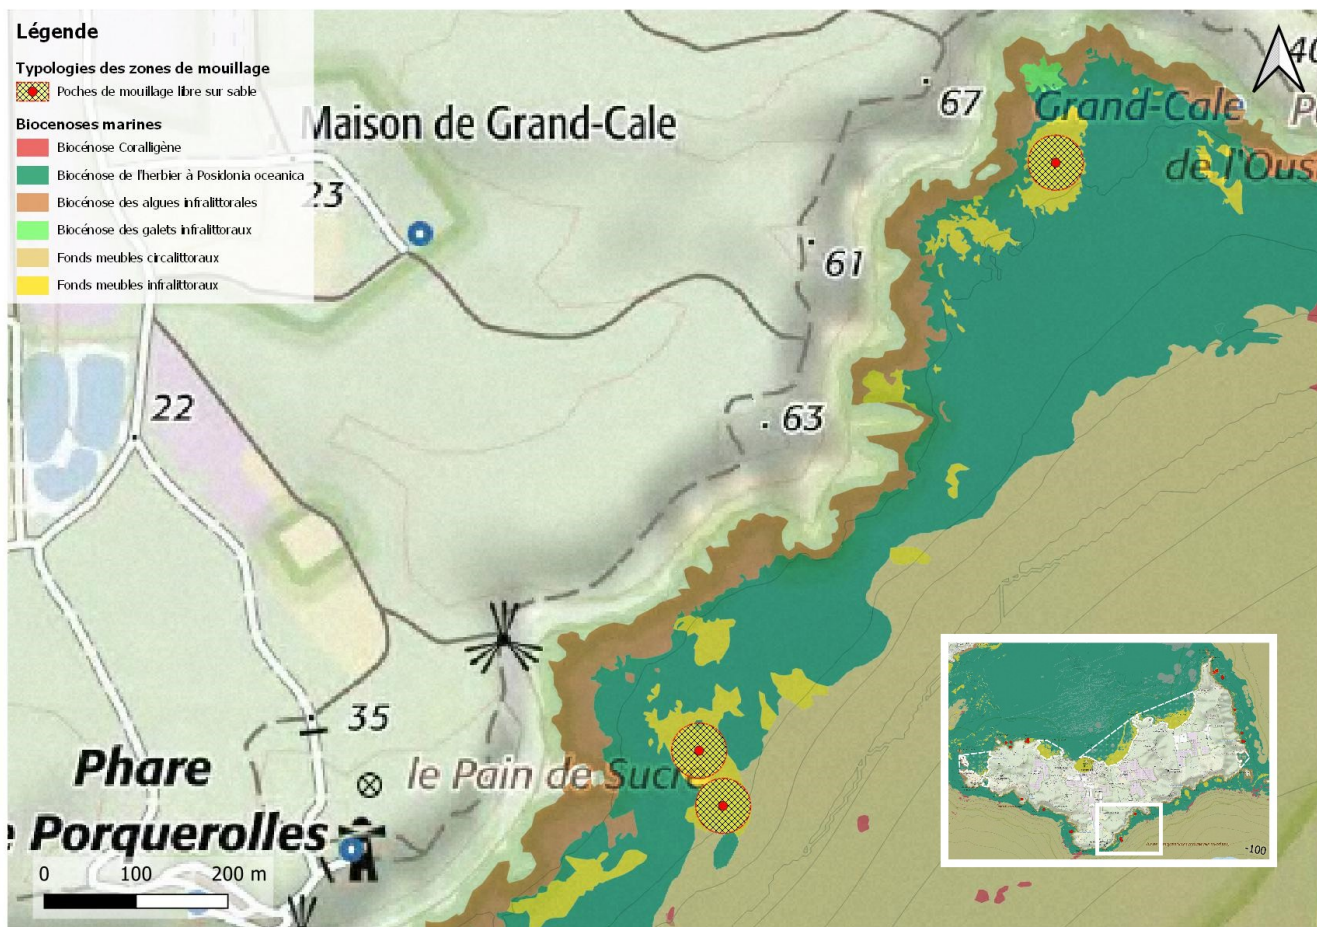 Légende
Typologies des zones de mouillage
Poches de mouillage libre sur sable
Biocenoses marines
Biocénose Coralligène
Biocénose de l'herbier à Posidonia oceanica
Biocénose des algues infralittorales
Biocénose des galets infralittoraux
Fonds meubles circalittoraux
Fonds meubles infralittoraux
40
67
Grand-Cale
Maison de Grand-Cale
de l'Ous
23
61
22
63
35
Phare
le Pain de Sucre
e Porquerolles
0 100 200 m
-100